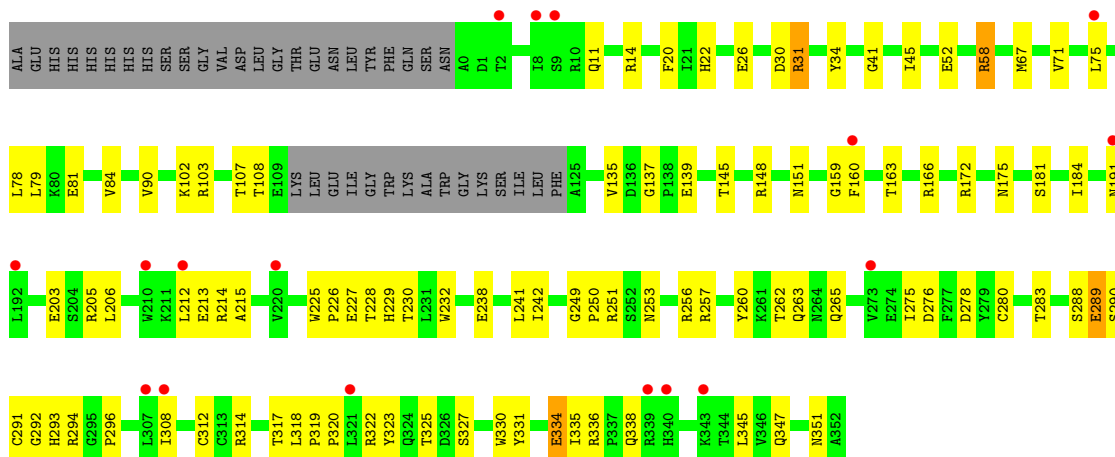 ALA GLU HIS HIS HIS HIS HIS HIS SER SER GLY VAL ASP LEU GLY THR GLU ASN LEU TYR PHE GLN SER ASN A0 D1 T2 I8 S9 R10 Q11 R14 F20 I21 H22 E26 D30 R31 Y34 G41 I45 E52 R58 M67 V71 L75
L78 L79 K80 E81 V84 V90 K102 R103 T107 T108 E109 LYS LEU GLU ILE GLY TRP LYS ALA TRP GLY LYS SER ILE LEU PHE A125 V135 D136 G137 P138 E139 T145 R148 N151 G159 F160 T163 R166 R172 N175 S181 I184 N191
L192 E203 S204 R205 L206 W210 K211 L212 E213 R214 A215 V220 W225 P226 E227 T228 H229 T230 L231 W232 E238 L241 I242 G249 P250 R251 S252 N253 R256 R257 Y260 K261 T262 Q263 N264 Q265 V273 E274 I275 D276 F277 D278 Y279 C280 T283 S288 E289 S290
C291 G292 H293 R294 G295 P296 L307 I308 C312 C313 R314 T317 L318 P319 P320 L321 R322 Y323 Q324 T325 D326 S327 W330 Y331 E334 I335 R336 P337 Q338 R339 H340 K343 T344 L345 V346 Q347 N351 A352